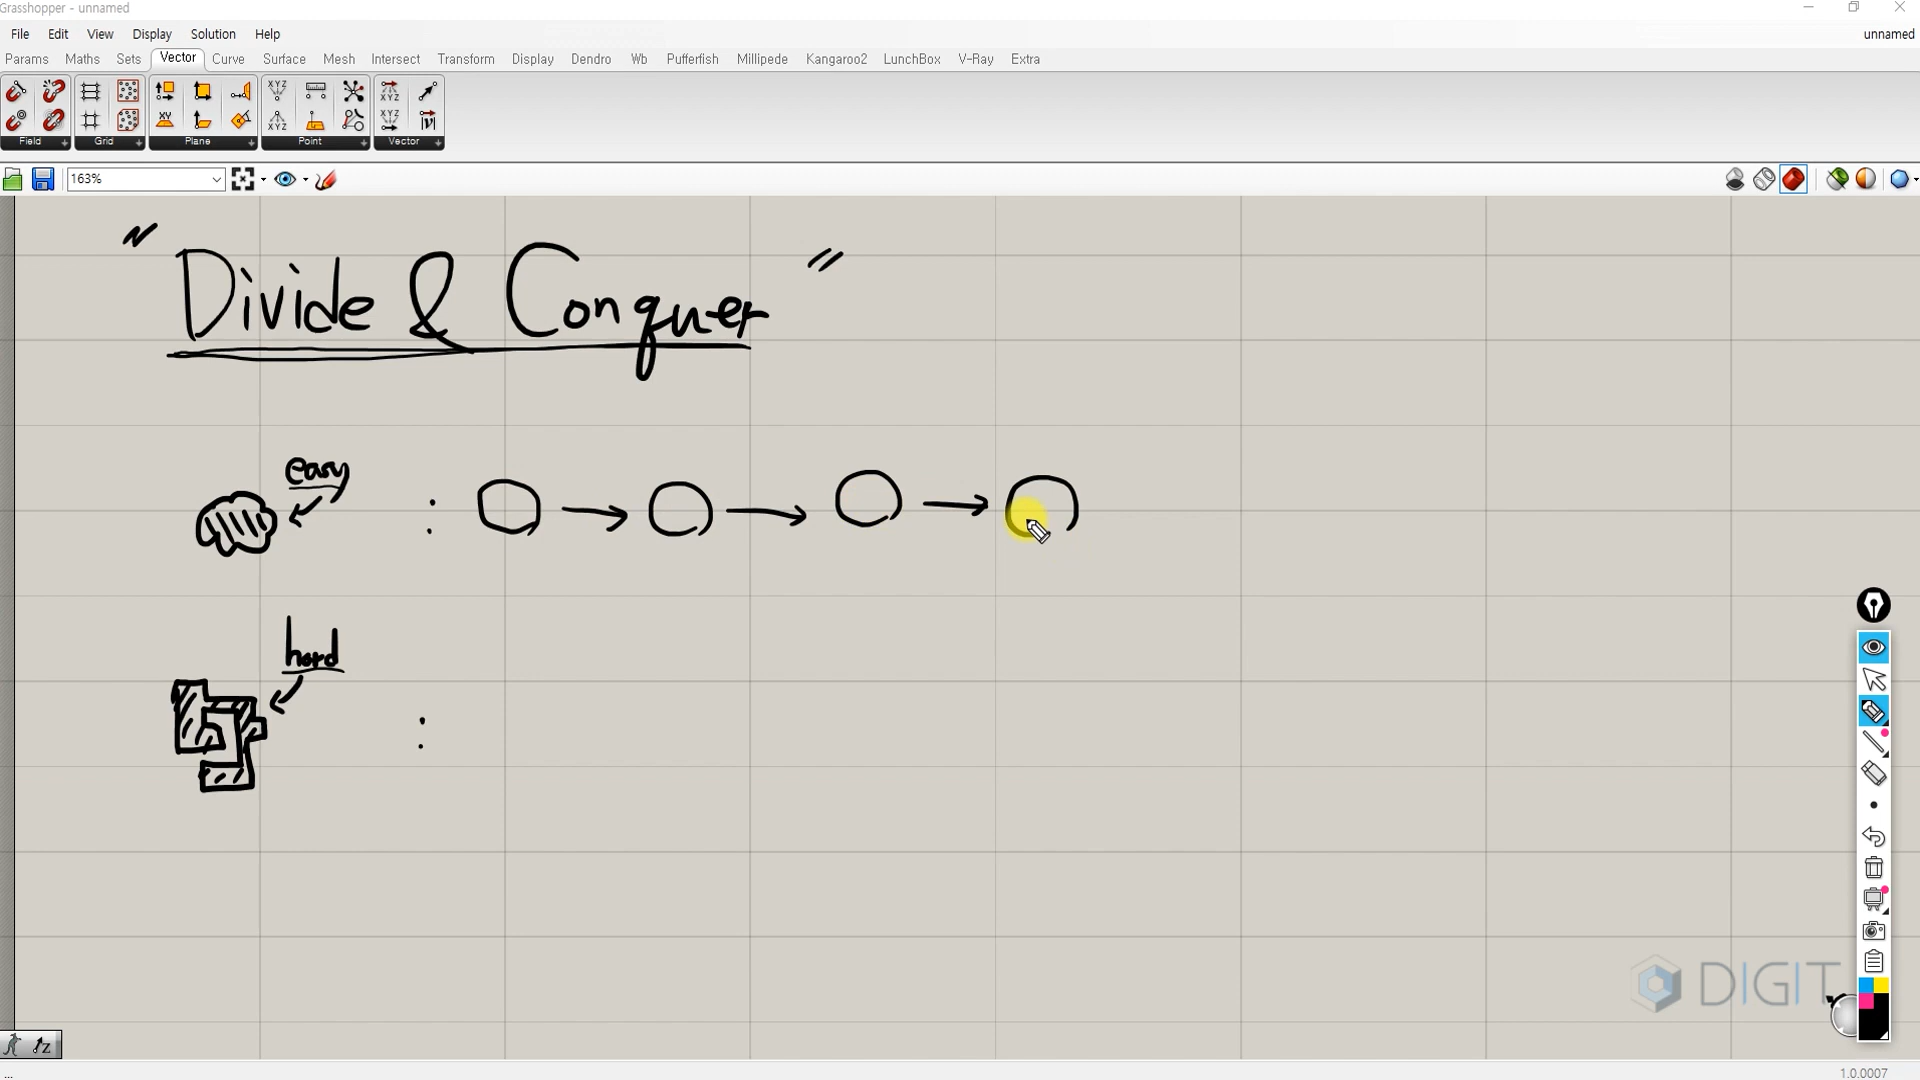 Grasshopper - unnamed
File Edit View Display Solution Help unnamed
Params Maths Sets Vector Curve Surface Mesh Intersect Transform Display Dendro Wb Pufferfish Millipede Kangaroo2 LunchBox V-Ray Extra
Field Grid Plane Point Vector
163%
" Divide & Conquer "
easy
:
hard
:
DIGIT
...
1.0.0007